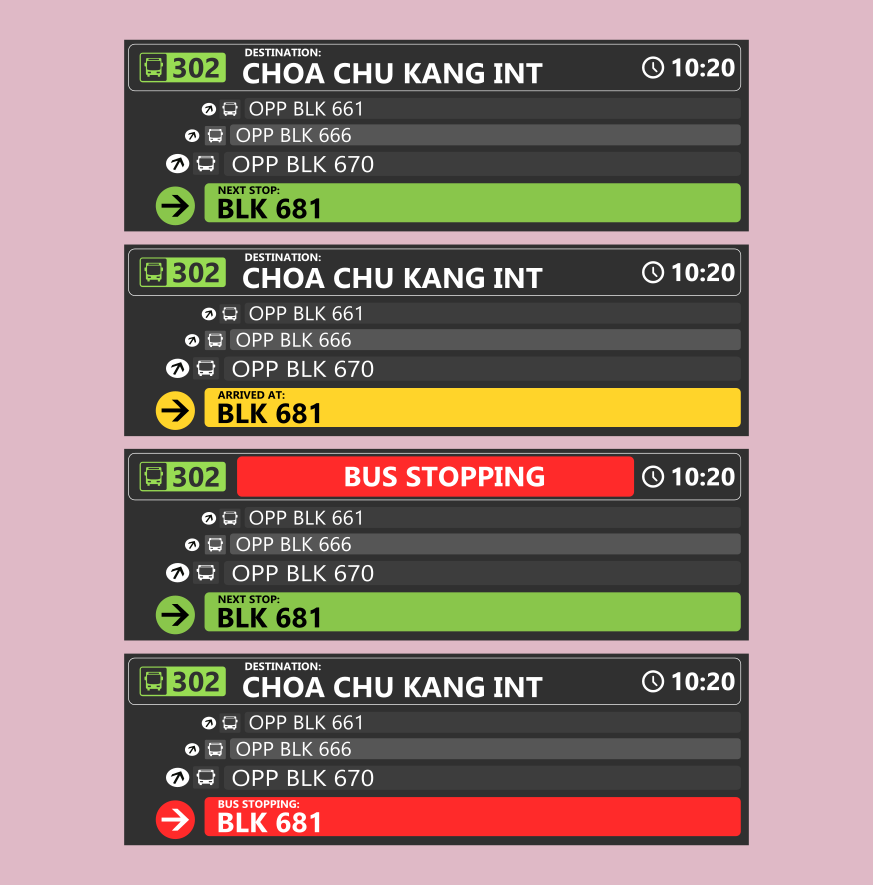 302
DESTINATION:
CHOA CHU KANG INT
10:20
OPP BLK 661
OPP BLK 666
OPP BLK 670
NEXT STOP:
BLK 681
302
DESTINATION:
CHOA CHU KANG INT
10:20
OPP BLK 661
OPP BLK 666
OPP BLK 670
ARRIVED AT:
BLK 681
302
BUS STOPPING
10:20
OPP BLK 661
OPP BLK 666
OPP BLK 670
NEXT STOP:
BLK 681
302
DESTINATION:
CHOA CHU KANG INT
10:20
OPP BLK 661
OPP BLK 666
OPP BLK 670
BUS STOPPING:
BLK 681